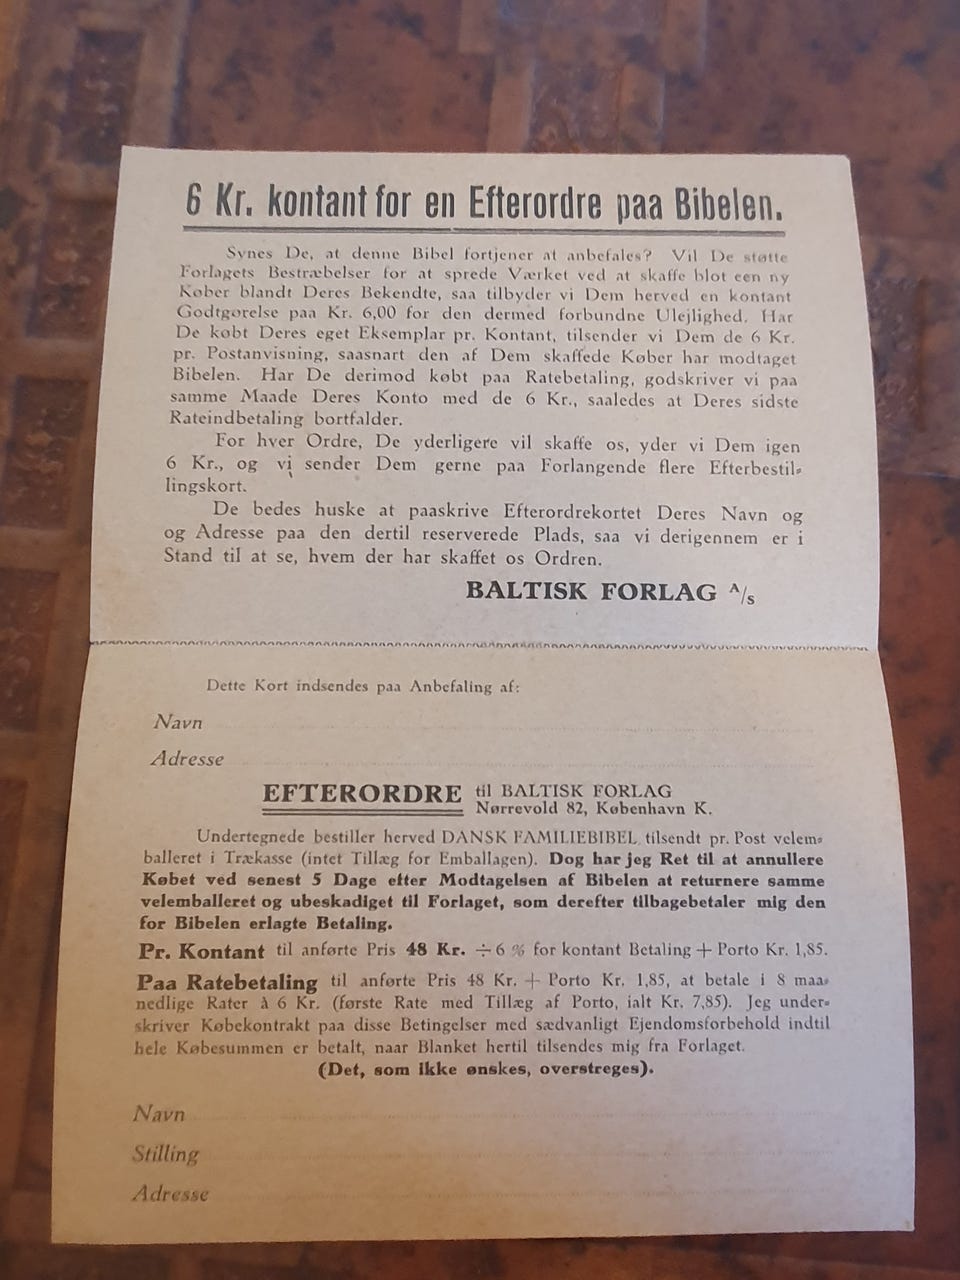 6 Kr. kontant for en Efterordre paa Bibelen.
Synes De, at denne Bibel fortjener at anbefales? Vil De støtte
Forlagets Bestræbelser for at sprede Værket ved at skaffe blot een ny
Køber blandt Deres Bekendte, saa tilbyder vi Dem herved en kontant
Godtgørelse paa Kr. 6,00 for den dermed forbundne Ulejlighed. Har
De købt Deres eget Eksemplar pr. Kontant, tilsender vi Dem de 6 Kr.
pr. Postanvisning, saasnart den af Dem skaffede Køber har modtaget
Bibelen. Har De derimod købt paa Ratebetaling, godskriver vi paa
samme Maade Deres Konto med de 6 Kr., saaledes at Deres sidste
Rateindbetaling bortfalder.
For hver Ordre, De yderligere vil skaffe os, yder vi Dem igen
6 Kr., og vi sender Dem gerne paa Forlangende flere Efterbestil-
lingskort.
De bedes huske at paaskrive Efterordrekortet Deres Navn og
og Adresse paa den dertil reserverede Plads, saa vi derigennem er i
Stand til at se, hvem der har skaffet os Ordren.
BALTISK FORLAG A/s
Dette Kort indsendes paa Anbefaling af:
Navn
Adresse
EFTERORDRE til BALTISK FORLAG
Nørrevold 82, København K.
Undertegnede bestiller herved DANSK FAMILIEBIBEL tilsendt pr. Post velem-
balleret i Trækasse (intet Tillæg for Emballagen). Dog har jeg Ret til at annullere
Købet ved senest 5 Dage efter Modtagelsen af Bibelen at returnere samme
velemballeret og ubeskadiget til Forlaget, som derefter tilbagebetaler mig den
for Bibelen erlagte Betaling.
Pr. Kontant til anførte Pris 48 Kr. ÷ 6 % for kontant Betaling + Porto Kr. 1,85.
Paa Ratebetaling til anførte Pris 48 Kr. + Porto Kr. 1,85, at betale i 8 maa-
nedlige Rater à 6 Kr. (første Rate med Tillæg af Porto, ialt Kr. 7,85). Jeg under-
skriver Købekontrakt paa disse Betingelser med sædvanligt Ejendomsforbehold indtil
hele Købesummen er betalt, naar Blanket hertil tilsendes mig fra Forlaget.
(Det, som ikke ønskes, overstreges).
Navn
Stilling
Adresse